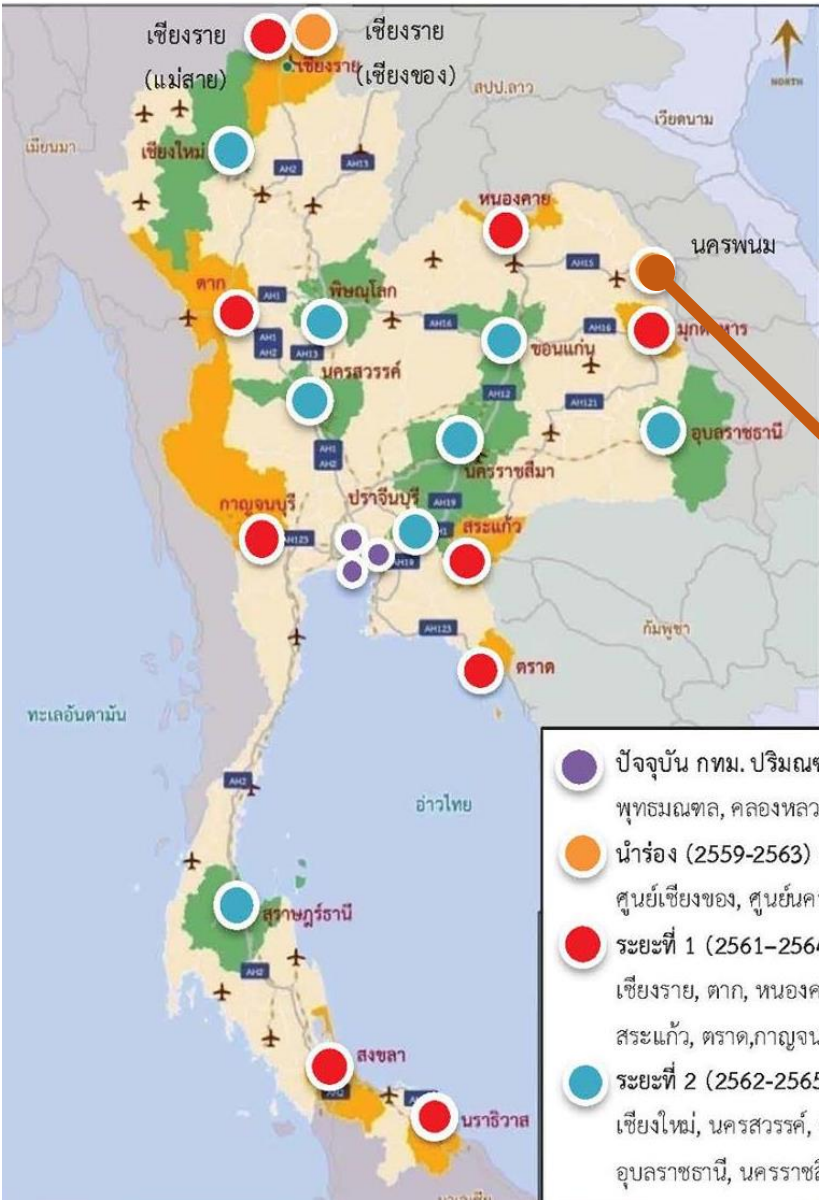 เชียงราย
(แม่สาย)
เชียงราย
(เชียงของ)
เชียงราย
NORTH
สปป.ลาว
เวียดนาม
เมียนมา
เชียงใหม่
AH2
AH13
หนองคาย
นครพนม
AH15
ตาก
AH1
พิษณุโลก
AH16
AH16
มุกดาหาร
AH1
AH2
AH13
ขอนแก่น
นครสวรรค์
AH12
AH121
อุบลราชธานี
AH1
AH2
นครราชสีมา
กาญจนบุรี
ปราจีนบุรี
AH19
สระแก้ว
AH123
AH19
AH123
กัมพูชา
ตราด
ทะเลอันดามัน
AH2
อ่าวไทย
สุราษฎร์ธานี
AH2
สงขลา
AH2
นราธิวาส
ปัจจุบัน กทม. ปริมณฑ
พุทธมณฑล, คลองหลว
นำร่อง (2559-2563)
ศูนย์เชียงของ, ศูนย์นค
ระยะที่ 1 (2561–2564
เชียงราย, ตาก, หนองค
สระแก้ว, ตราด,กาญจน
ระยะที่ 2 (2562-2565
เชียงใหม่, นครสวรรค์,
อุบลราชธานี, นครราชสี